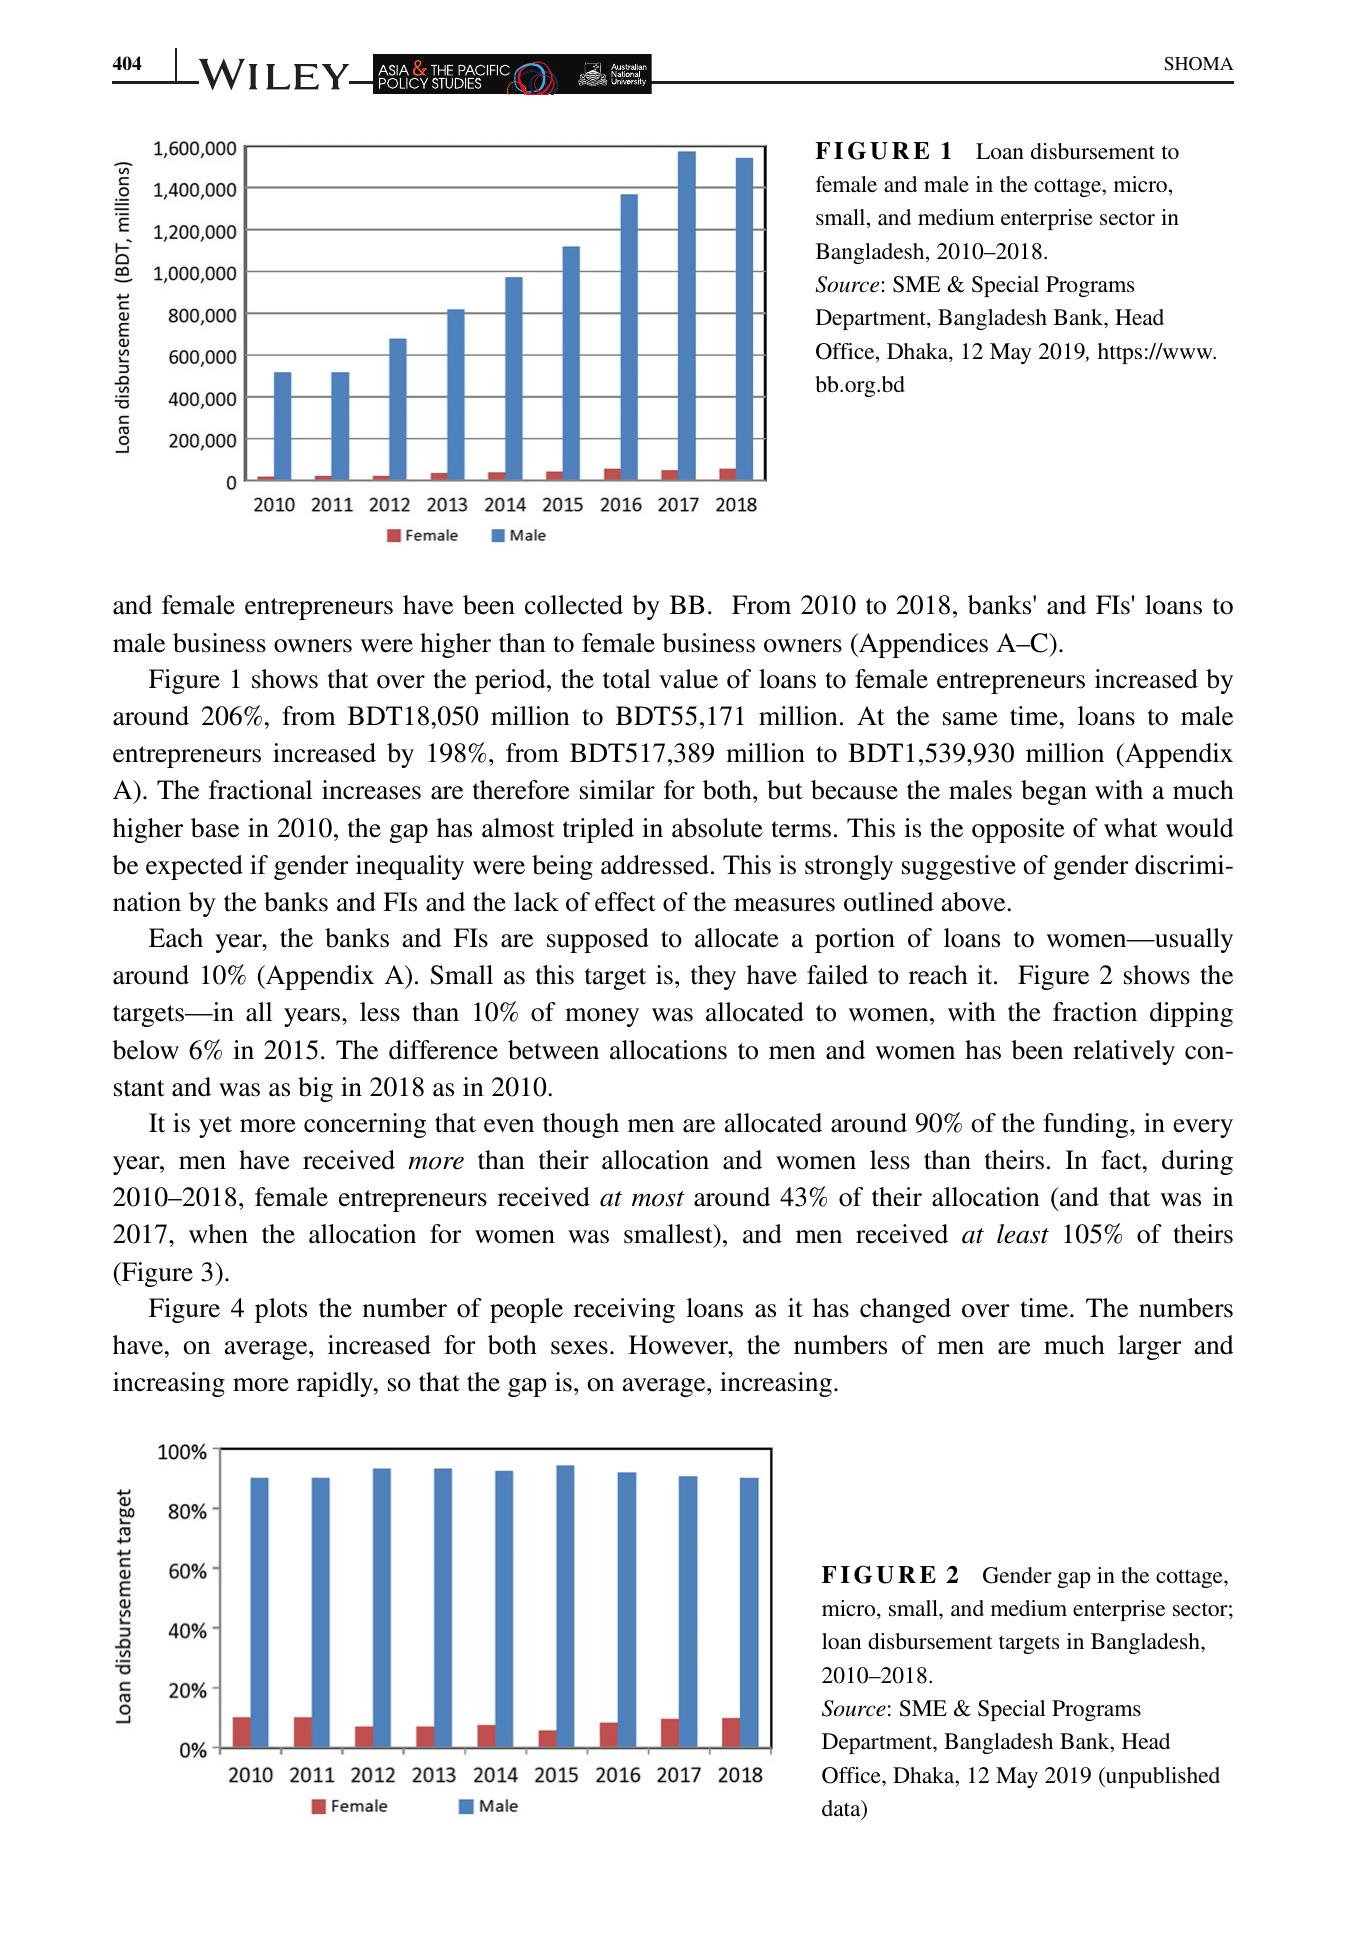 404
WILEY
ASIA & THE PACIFIC
POLICY STUDIES
Australian
National
University
SHOMA
1,600,000
1,400,000
1,200,000
1,000,000
800,000
600,000
400,000
200,000
0
Loan disbursement (BDT, millions)
2010 2011 2012 2013 2014 2015 2016 2017 2018
Female Male
FIGURE 1 Loan disbursement to
female and male in the cottage, micro,
small, and medium enterprise sector in
Bangladesh, 2010–2018.
Source: SME & Special Programs
Department, Bangladesh Bank, Head
Office, Dhaka, 12 May 2019, https://www.
bb.org.bd
and female entrepreneurs have been collected by BB. From 2010 to 2018, banks' and FIs' loans to
male business owners were higher than to female business owners (Appendices A–C).
Figure 1 shows that over the period, the total value of loans to female entrepreneurs increased by
around 206%, from BDT18,050 million to BDT55,171 million. At the same time, loans to male
entrepreneurs increased by 198%, from BDT517,389 million to BDT1,539,930 million (Appendix
A). The fractional increases are therefore similar for both, but because the males began with a much
higher base in 2010, the gap has almost tripled in absolute terms. This is the opposite of what would
be expected if gender inequality were being addressed. This is strongly suggestive of gender discrimi-
nation by the banks and FIs and the lack of effect of the measures outlined above.
Each year, the banks and FIs are supposed to allocate a portion of loans to women—usually
around 10% (Appendix A). Small as this target is, they have failed to reach it. Figure 2 shows the
targets—in all years, less than 10% of money was allocated to women, with the fraction dipping
below 6% in 2015. The difference between allocations to men and women has been relatively con-
stant and was as big in 2018 as in 2010.
It is yet more concerning that even though men are allocated around 90% of the funding, in every
year, men have received more than their allocation and women less than theirs. In fact, during
2010–2018, female entrepreneurs received at most around 43% of their allocation (and that was in
2017, when the allocation for women was smallest), and men received at least 105% of theirs
(Figure 3).
Figure 4 plots the number of people receiving loans as it has changed over time. The numbers
have, on average, increased for both sexes. However, the numbers of men are much larger and
increasing more rapidly, so that the gap is, on average, increasing.
100%
80%
60%
40%
20%
0%
Loan disbursement target
2010 2011 2012 2013 2014 2015 2016 2017 2018
Female Male
FIGURE 2 Gender gap in the cottage,
micro, small, and medium enterprise sector;
loan disbursement targets in Bangladesh,
2010–2018.
Source: SME & Special Programs
Department, Bangladesh Bank, Head
Office, Dhaka, 12 May 2019 (unpublished
data)